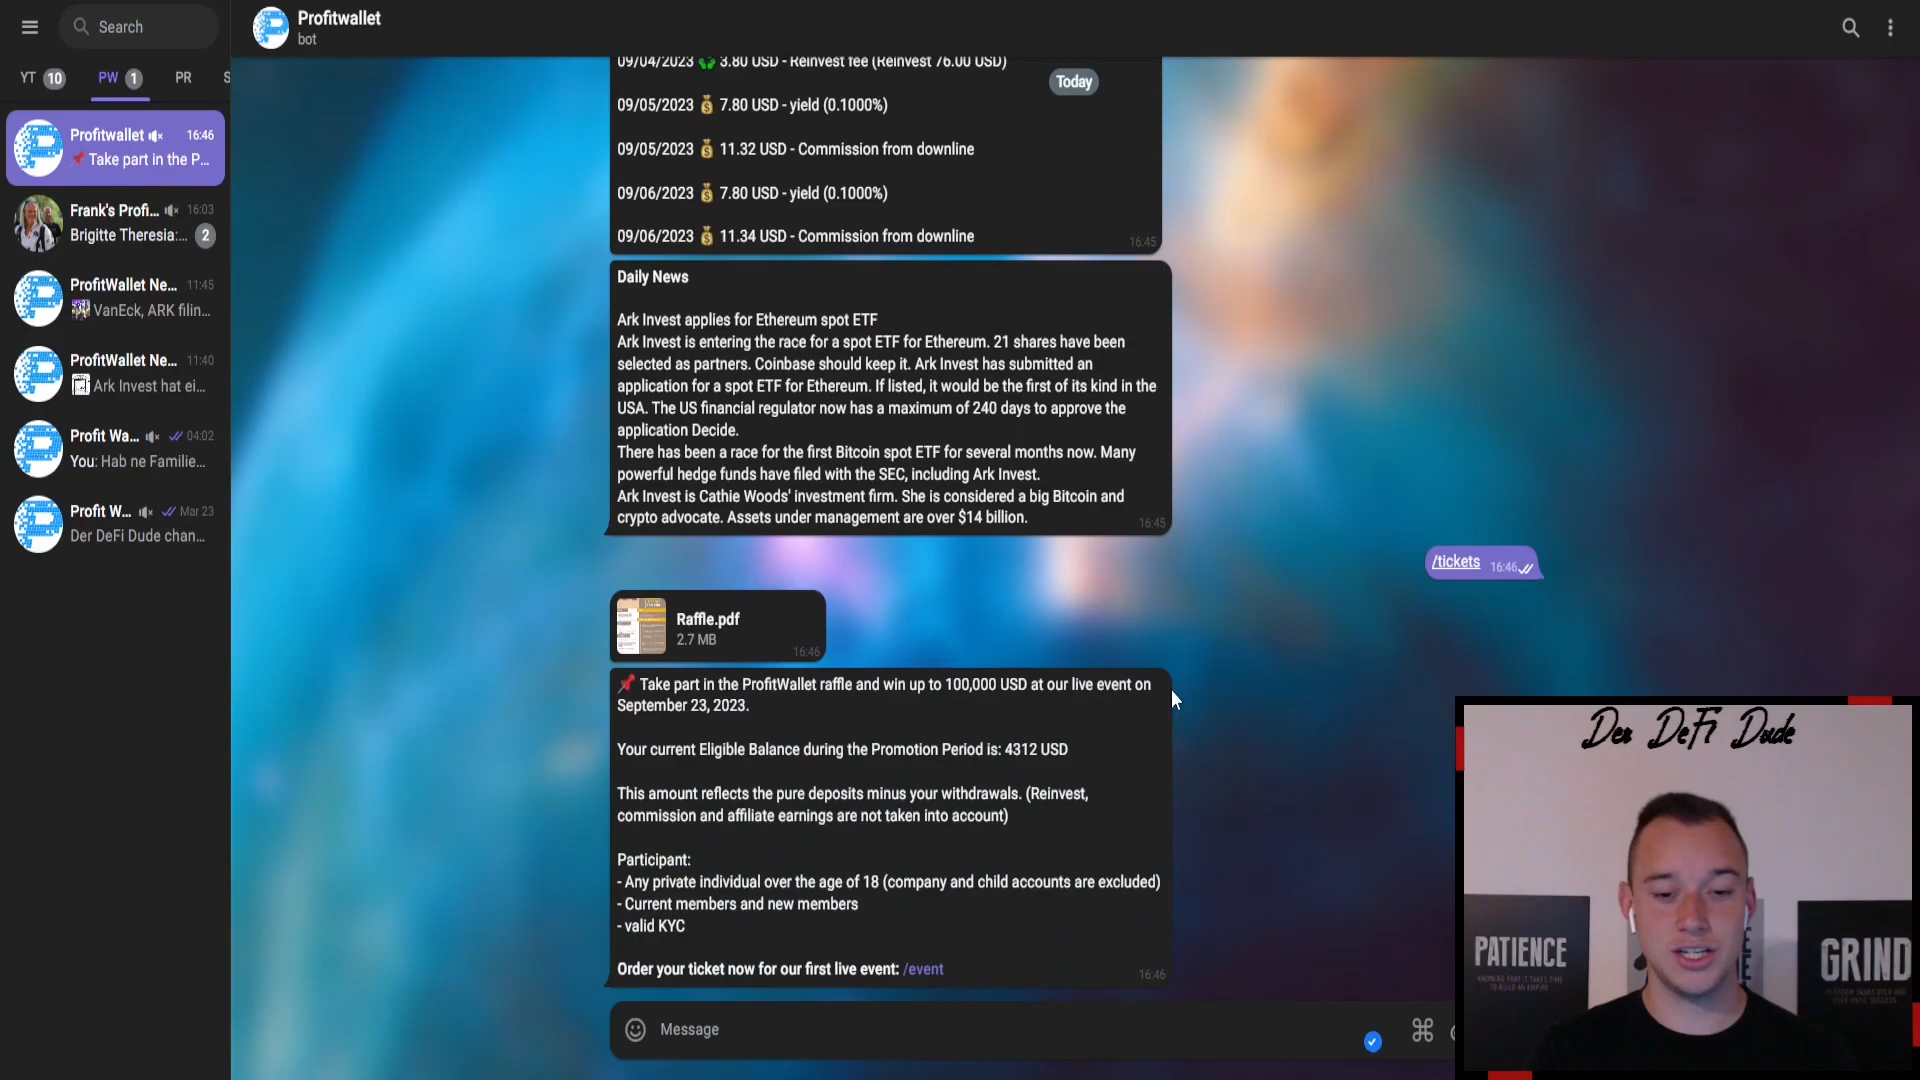 Search
YT 10
PW 1
PR
S
Profitwallet 16:46
Take part in the P...
Frank's Profi... 16:03
Brigitte Theresia:... 2
ProfitWallet Ne... 11:45
VanEck, ARK filin...
ProfitWallet Ne... 11:40
Ark Invest hat ei...
Profit Wa... 04:02
You: Hab ne Familie...
Profit W... Mar 23
Der DeFi Dude chan...
Profitwallet
bot
09/04/2023 3.80 USD - Reinvest fee (Reinvest 76.00 USD)
Today
09/05/2023 7.80 USD - yield (0.1000%)
09/05/2023 11.32 USD - Commission from downline
09/06/2023 7.80 USD - yield (0.1000%)
09/06/2023 11.34 USD - Commission from downline
16:45
Daily News
Ark Invest applies for Ethereum spot ETF
Ark Invest is entering the race for a spot ETF for Ethereum. 21 shares have been
selected as partners. Coinbase should keep it. Ark Invest has submitted an
application for a spot ETF for Ethereum. If listed, it would be the first of its kind in the
USA. The US financial regulator now has a maximum of 240 days to approve the
application Decide.
There has been a race for the first Bitcoin spot ETF for several months now. Many
powerful hedge funds have filed with the SEC, including Ark Invest.
Ark Invest is Cathie Woods' investment firm. She is considered a big Bitcoin and
crypto advocate. Assets under management are over $14 billion.
16:45
/tickets 16:46
Raffle.pdf
2.7 MB
16:46
Take part in the ProfitWallet raffle and win up to 100,000 USD at our live event on
September 23, 2023.
Your current Eligible Balance during the Promotion Period is: 4312 USD
This amount reflects the pure deposits minus your withdrawals. (Reinvest,
commission and affiliate earnings are not taken into account)
Participant:
- Any private individual over the age of 18 (company and child accounts are excluded)
- Current members and new members
- valid KYC
Order your ticket now for our first live event: /event
16:46
Message
Der DeFi Dude
PATIENCE
KNOWING THAT IT TAKES TIME
TO BUILD AN EMPIRE
GRIND